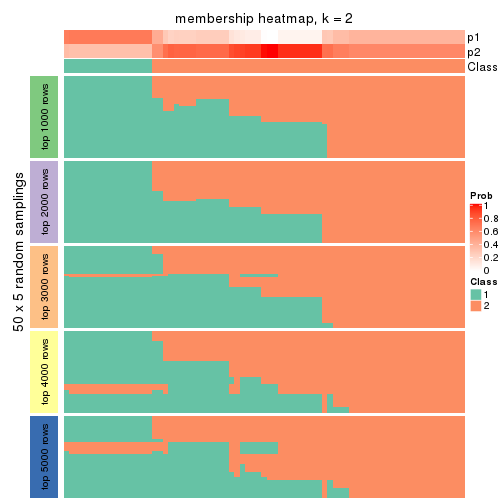 membership heatmap, k = 2
p1
p2
Class
50 x 5 random samplings
top 1000 rows
top 2000 rows
top 3000 rows
top 4000 rows
top 5000 rows
Prob
1
0.8
0.6
0.4
0.2
0
Class
1
2